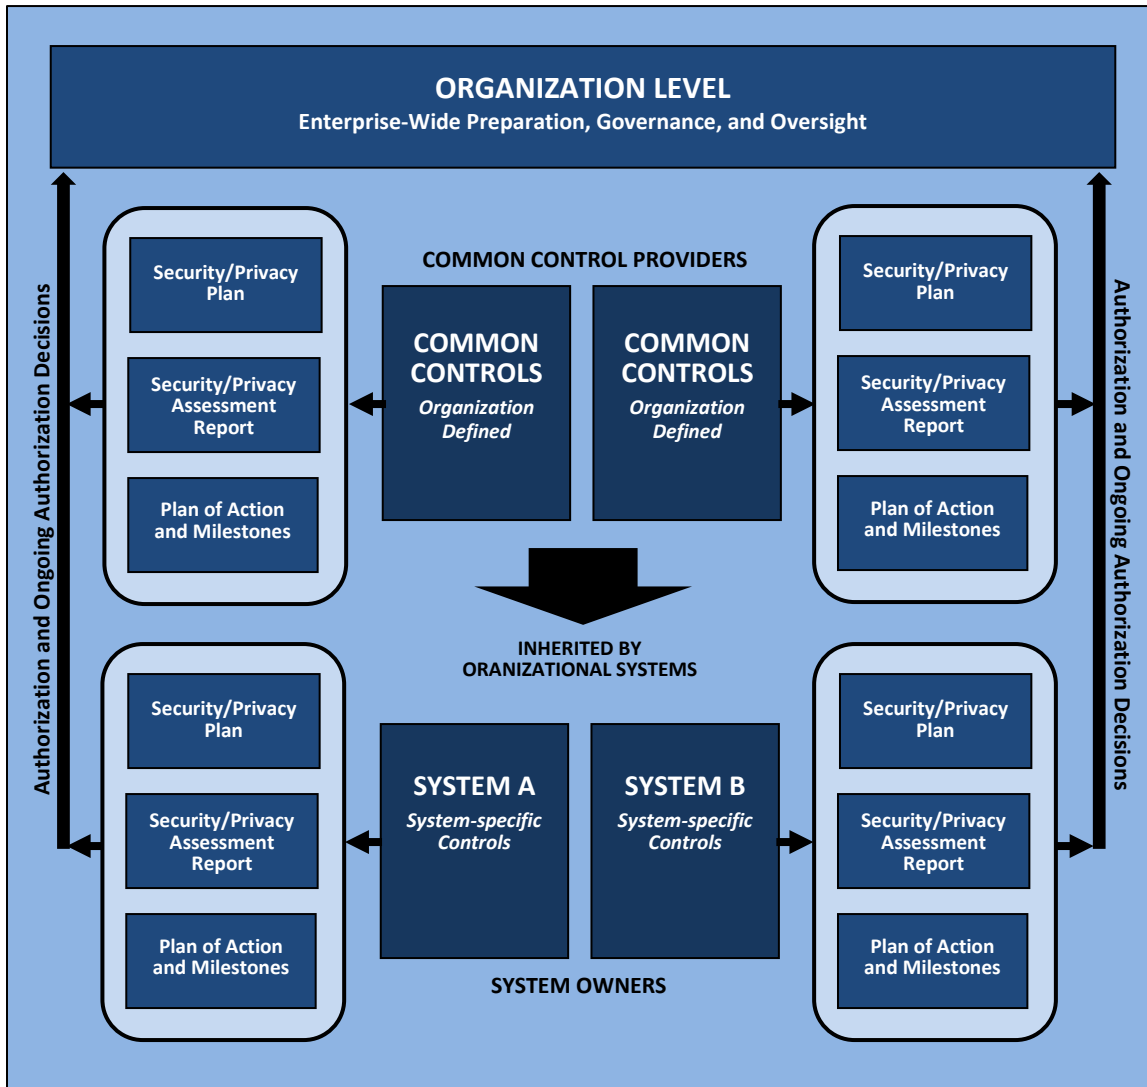 ORGANIZATION LEVEL
Enterprise-Wide Preparation, Governance, and Oversight
Authorization and Ongoing Authorization Decisions
Security/Privacy
Plan
Security/Privacy
Assessment
Report
Plan of Action
and Milestones
COMMON CONTROL PROVIDERS
COMMON
CONTROLS
Organization
Defined
COMMON
CONTROLS
Organization
Defined
Security/Privacy
Plan
Security/Privacy
Assessment
Report
Plan of Action
and Milestones
Authorization and Ongoing Authorization Decisions
INHERITED BY
ORANIZATIONAL SYSTEMS
Security/Privacy
Plan
Security/Privacy
Assessment
Report
Plan of Action
and Milestones
SYSTEM A
System-specific
Controls
SYSTEM B
System-specific
Controls
SYSTEM OWNERS
Security/Privacy
Plan
Security/Privacy
Assessment
Report
Plan of Action
and Milestones